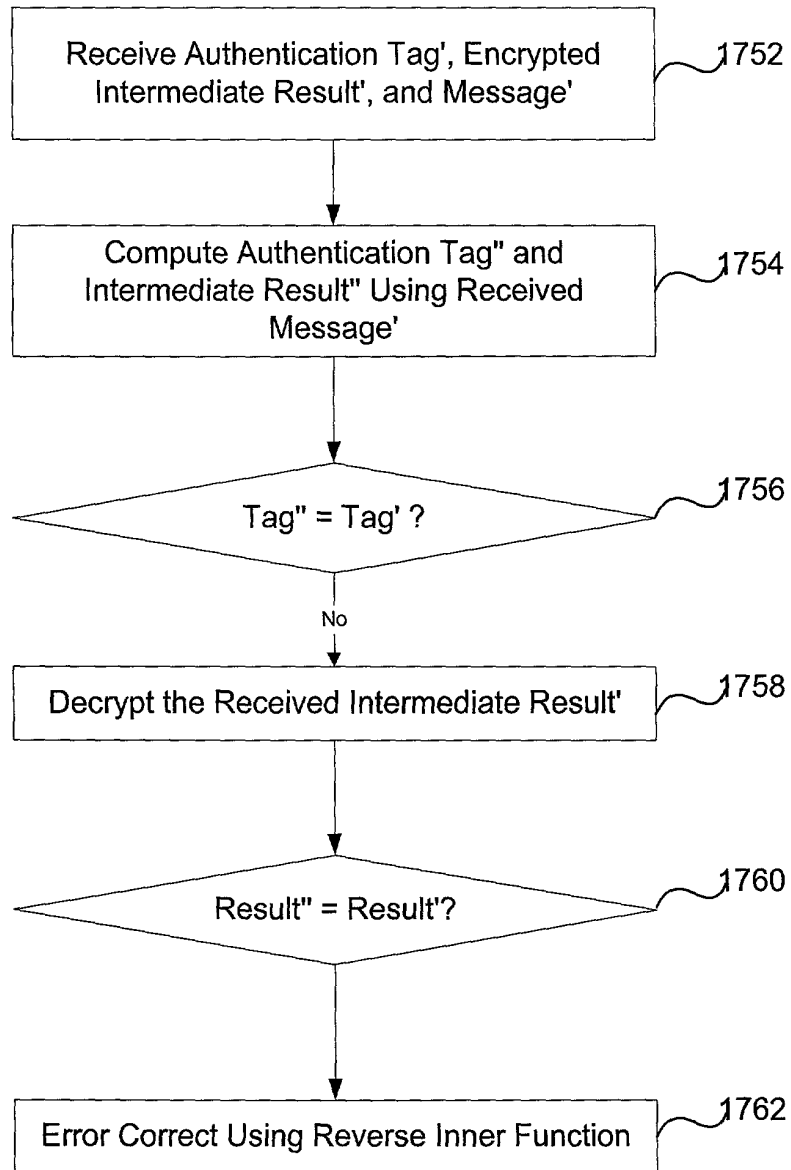 Receive Authentication Tag', Encrypted
Intermediate Result', and Message'
1752
Compute Authentication Tag" and
Intermediate Result" Using Received
Message'
1754
Tag" = Tag' ?
1756
No
Decrypt the Received Intermediate Result'
1758
Result" = Result'?
1760
Error Correct Using Reverse Inner Function
1762